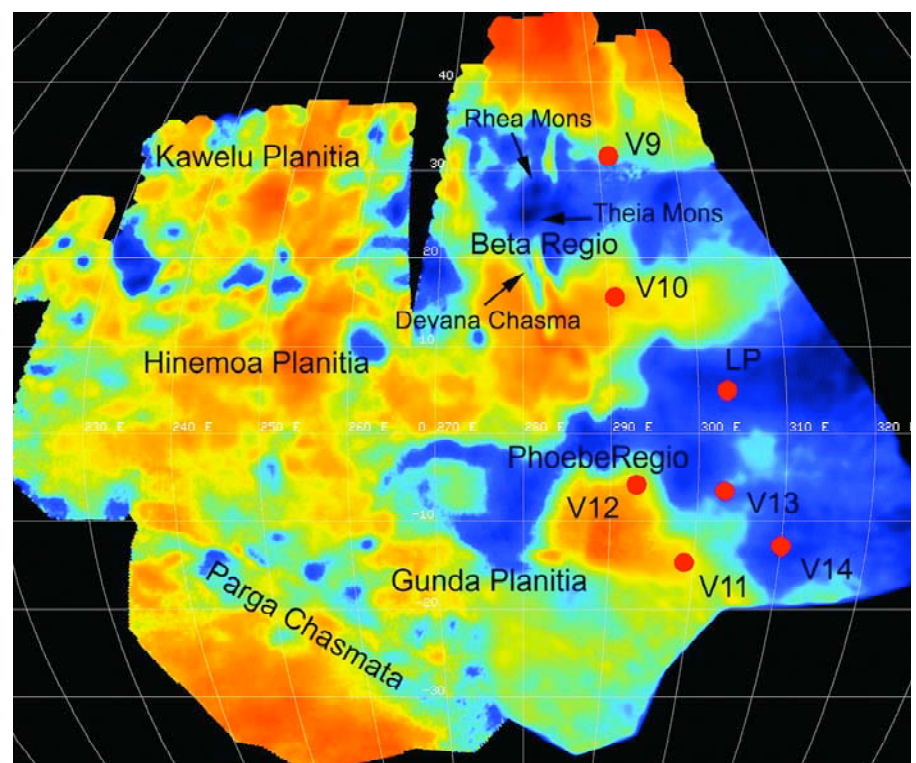 40
Rhea Mons
V9
Kawelu Planitia
30
Theia Mons
Beta Regio
20
V10
Devana Chasma
10
Hinemoa Planitia
LP
230 E
240 E
250 E
260 E
0
270 E
280 E
290 E
300 E
310 E
320
PhoebeRegio
V12
V13
-10
Gunda Planitia
V11
V14
Parga Chasmata
-20
-30